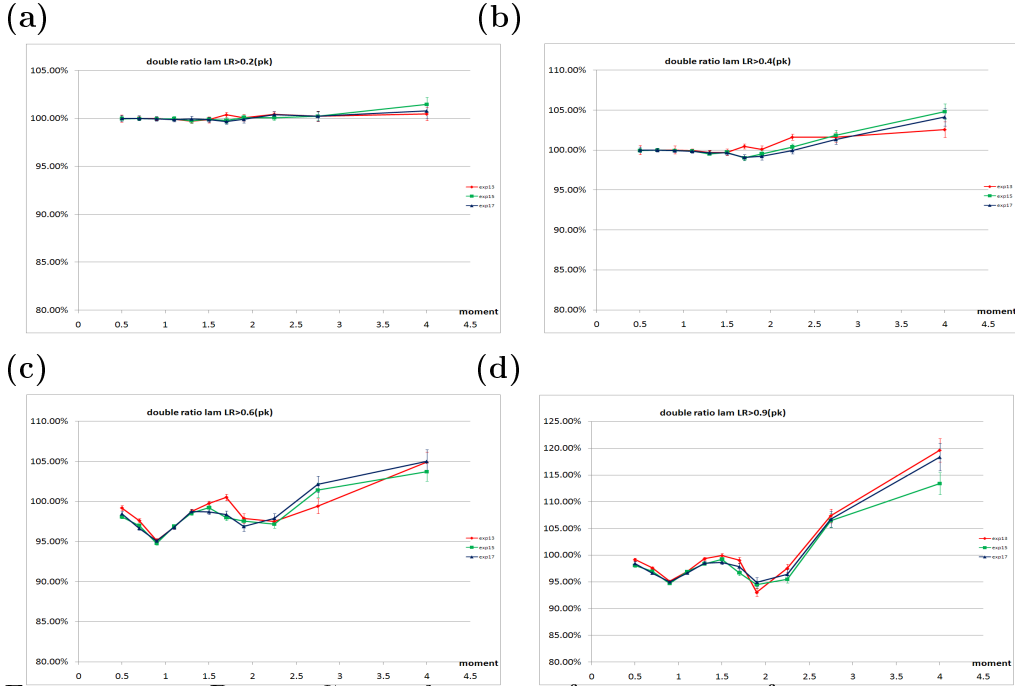 (a)
double ratio lam LR>0.2(pk)
105.00%
100.00%
95.00%
90.00%
85.00%
80.00%
exp13
exp15
exp17
moment
0 0.5 1 1.5 2 2.5 3 3.5 4 4.5
(b)
double ratio lam LR>0.4(pk)
110.00%
105.00%
100.00%
95.00%
90.00%
85.00%
80.00%
exp13
exp15
exp17
moment
0 0.5 1 1.5 2 2.5 3 3.5 4 4.5
(c)
double ratio lam LR>0.6(pk)
110.00%
105.00%
100.00%
95.00%
90.00%
85.00%
80.00%
exp13
exp15
exp17
moment
0 0.5 1 1.5 2 2.5 3 3.5 4 4.5
(d)
double ratio lam LR>0.9(pk)
125.00%
120.00%
115.00%
110.00%
105.00%
100.00%
95.00%
90.00%
85.00%
80.00%
exp13
exp15
exp17
moment
0 0.5 1 1.5 2 2.5 3 3.5 4 4.5